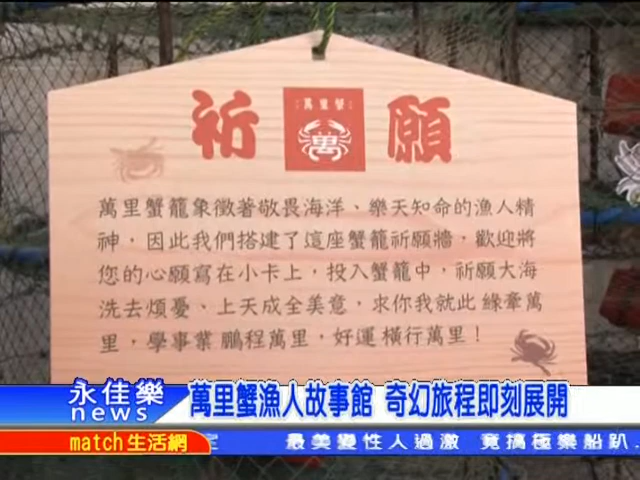 萬里蟹
祈 萬 願
萬里蟹籠象徵著敬畏海洋、樂天知命的漁人精
神，因此我們搭建了這座蟹籠祈願牆，歡迎將
您的心願寫在小卡上，投入蟹籠中，祈願大海
洗去煩憂、上天成全美意，求你我就此緣牽萬
里，學事業鵬程萬里，好運橫行萬里！
永佳樂
news
萬里蟹漁人故事館 奇幻旅程即刻展開
match生活網
定 最美變性人過激 竟搞極樂船趴